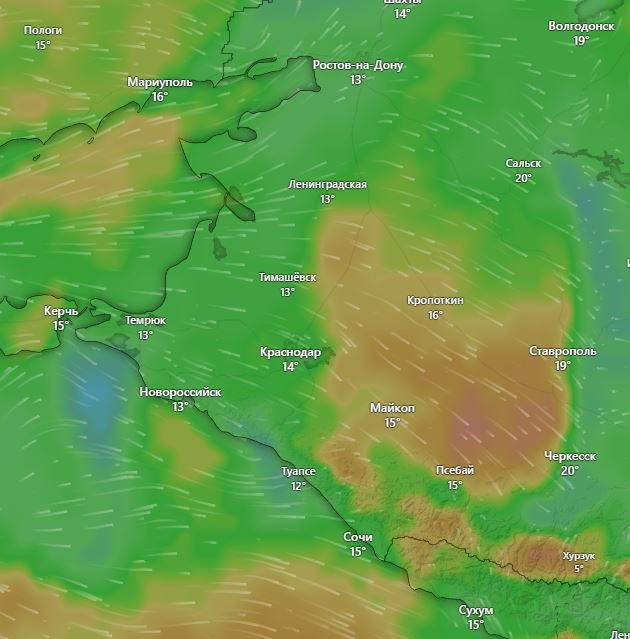 Шахты
14°
Пологи
15°
Волгодонск
19°
Ростов-на-Дону
13°
Мариуполь
16°
Сальск
20°
Ленинградская
13°
Тимашёвск
13°
Кропоткин
16°
Керчь
15°
Темрюк
13°
Краснодар
14°
Ставрополь
19°
Новороссийск
13°
Майкоп
15°
Черкесск
20°
Туапсе
12°
Псебай
15°
Сочи
15°
Хурзук
5°
Сухум
15°